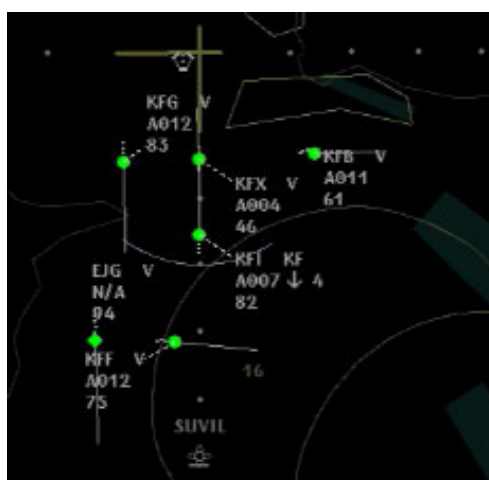 KFG V
A012
83
KFB V
A011
61
KFX V
A004
46
KFI KF
A007 ↓ 4
82
EJG V
N/A
94
KFF V
A012
75
16
SUVIL